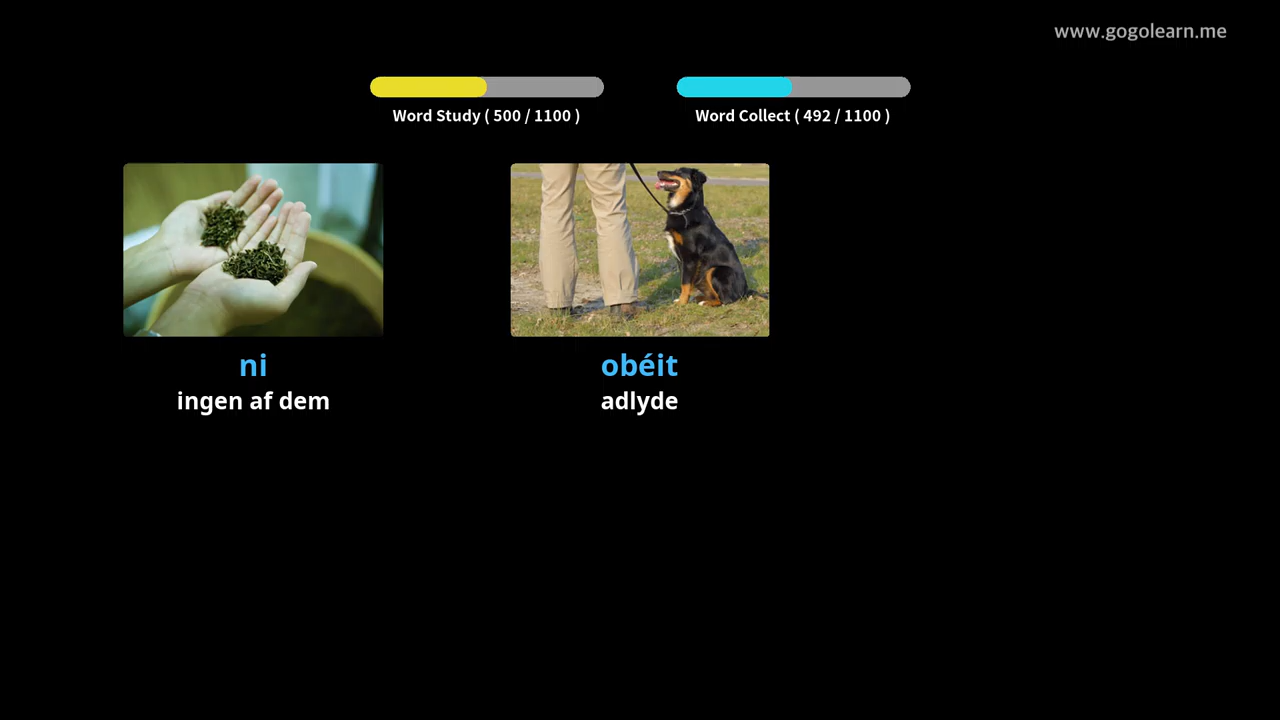 www.gogolearn.me
Word Study ( 500 / 1100 )
Word Collect ( 492 / 1100 )
ni
ingen af dem
obéit
adlyde